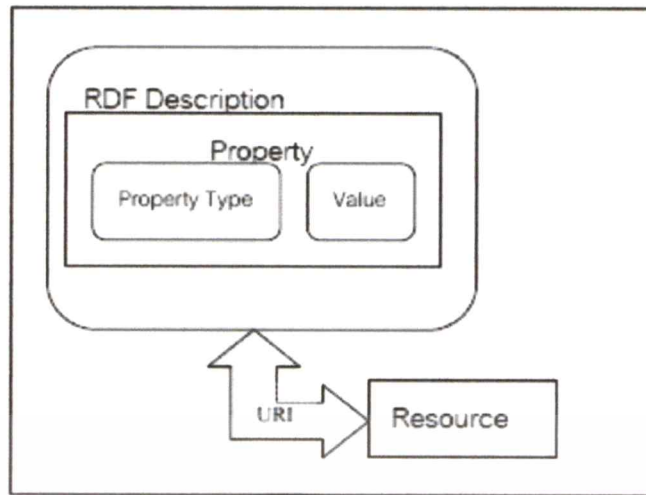 RDF Description
Property
Property Type
Value
URI
Resource